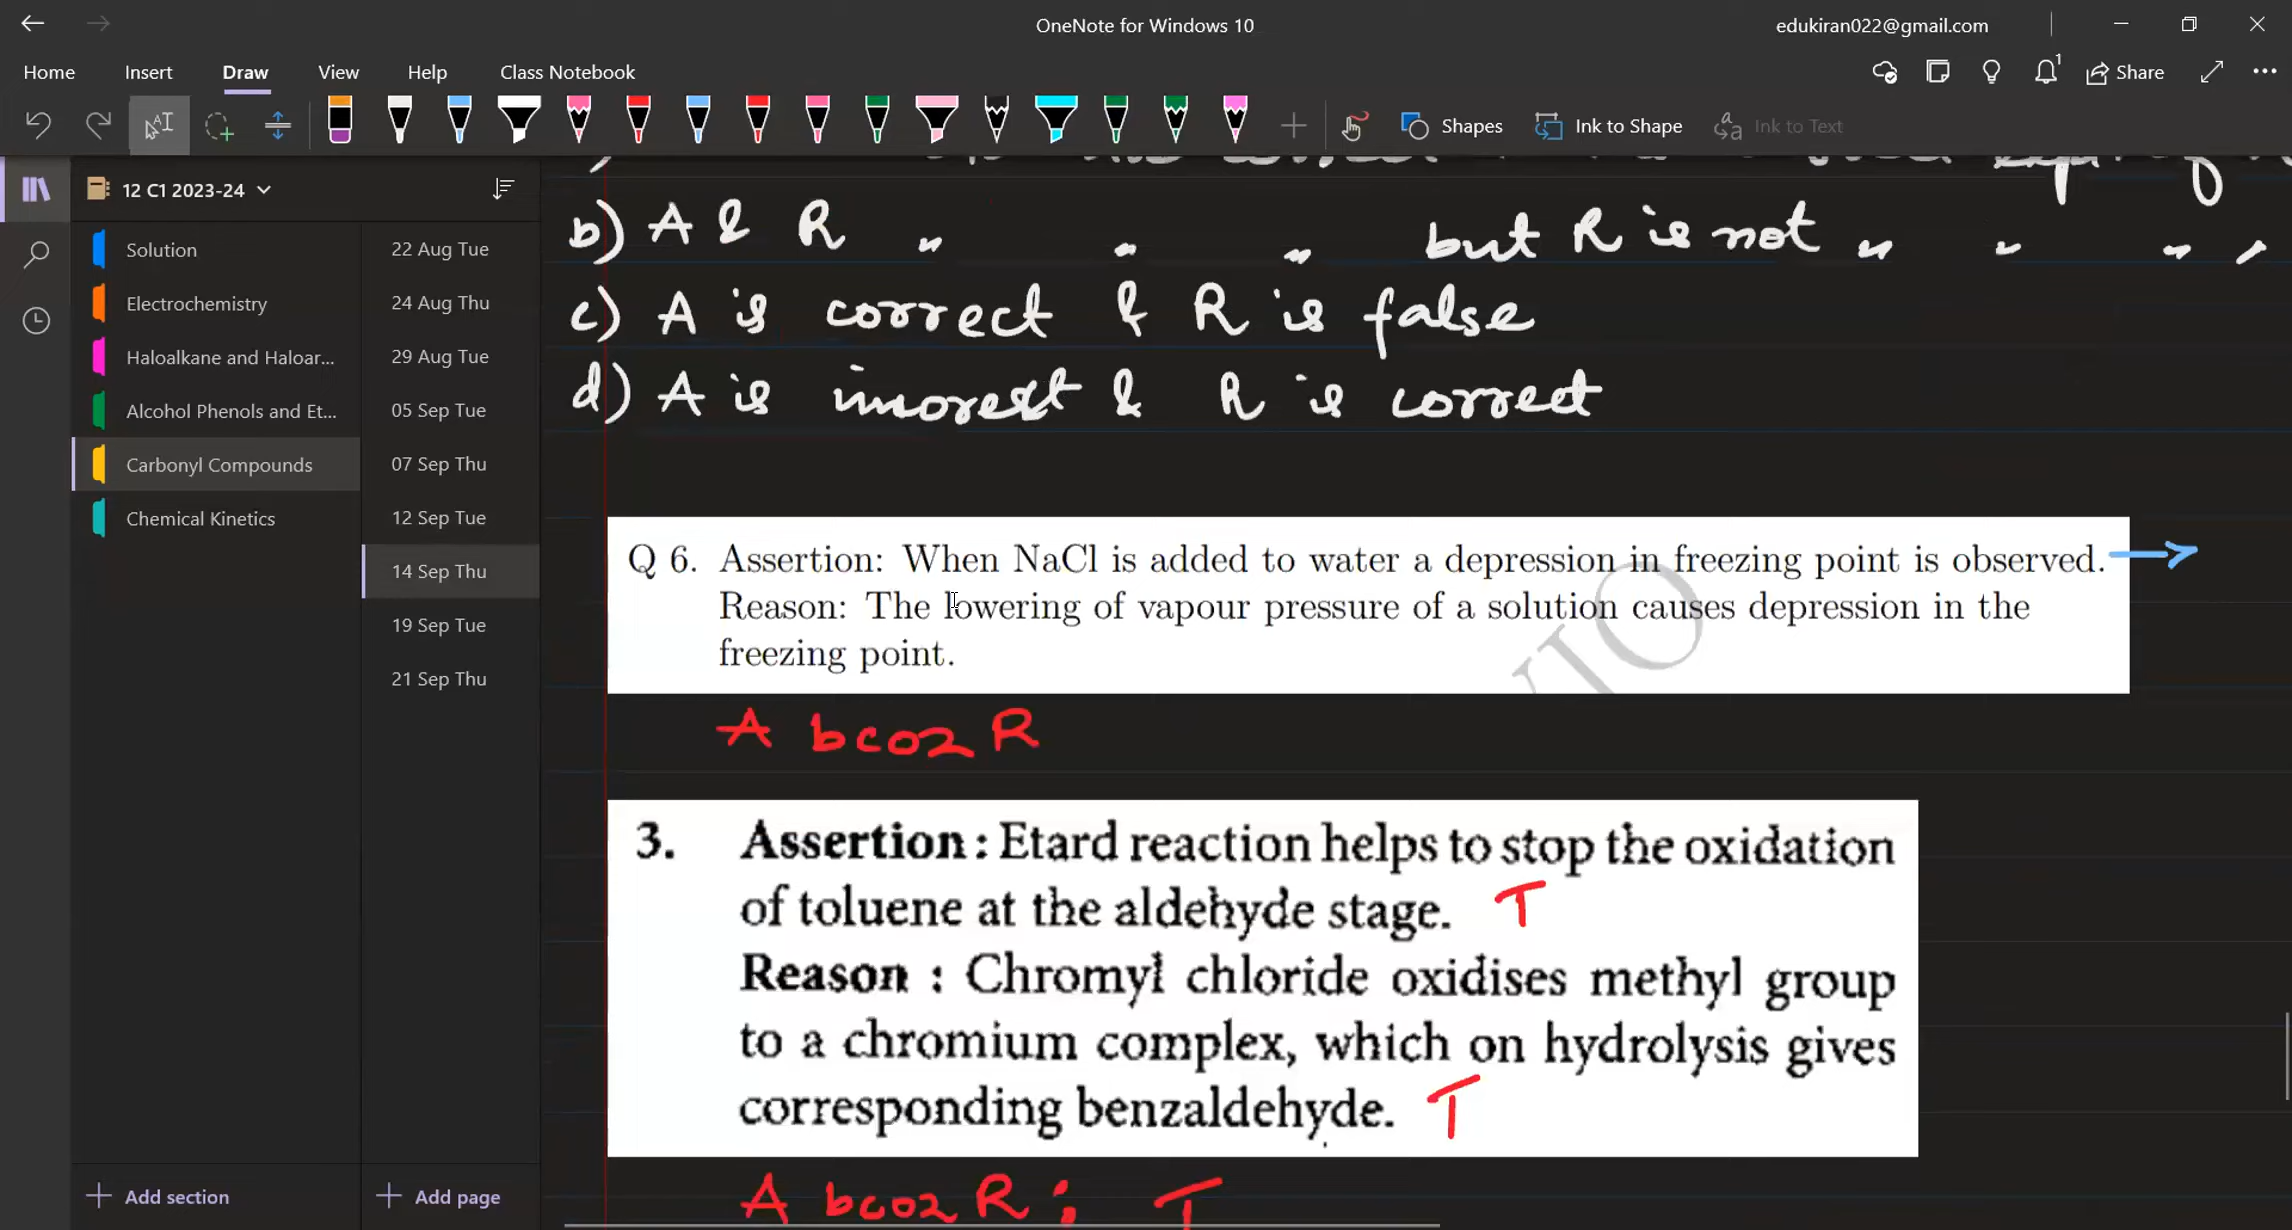 OneNote for Windows 10
edukiran022@gmail.com
Home Insert Draw View Help Class Notebook
1 Share
Shapes Ink to Shape Ink to Text
12 C1 2023-24
Solution
Electrochemistry
Haloalkane and Haloar...
Alcohol Phenols and Et...
Carbonyl Compounds
Chemical Kinetics
Add section
22 Aug Tue
24 Aug Thu
29 Aug Tue
05 Sep Tue
07 Sep Thu
12 Sep Tue
14 Sep Thu
19 Sep Tue
21 Sep Thu
Add page
b) A & R " " " but R is not " " " ,
c) A is correct & R is false
d) A is & R is correct
Q 6. Assertion: When NaCl is added to water a depression in freezing point is observed.
Reason: The lowering of vapour pressure of a solution causes depression in the
freezing point.
A bcoz R
3. Assertion : Etard reaction helps to stop the oxidation
of toluene at the aldehyde stage. T
Reason : Chromyl chloride oxidises methyl group
to a chromium complex, which on hydrolysis gives
corresponding benzaldehyde. T
A bcoz R : T